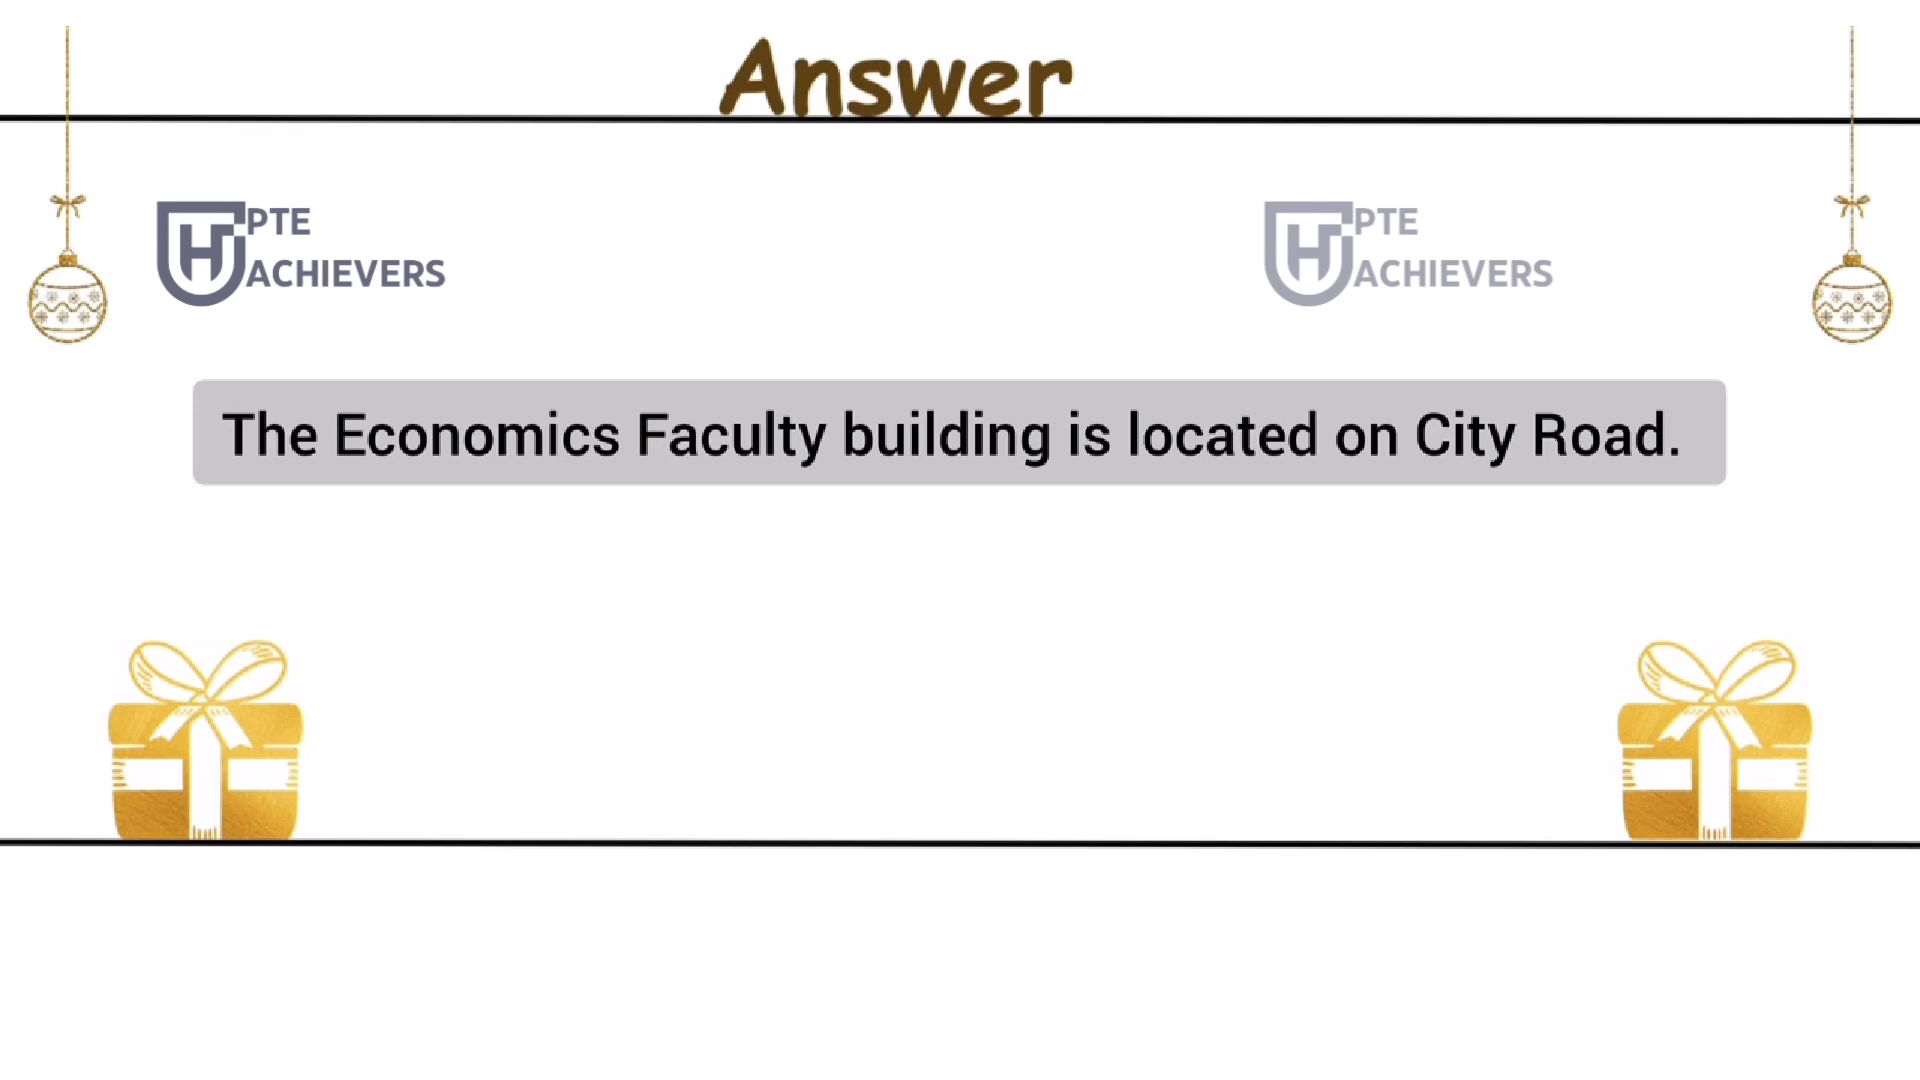 Answer
PTE
ACHIEVERS
PTE
ACHIEVERS
The Economics Faculty building is located on City Road.